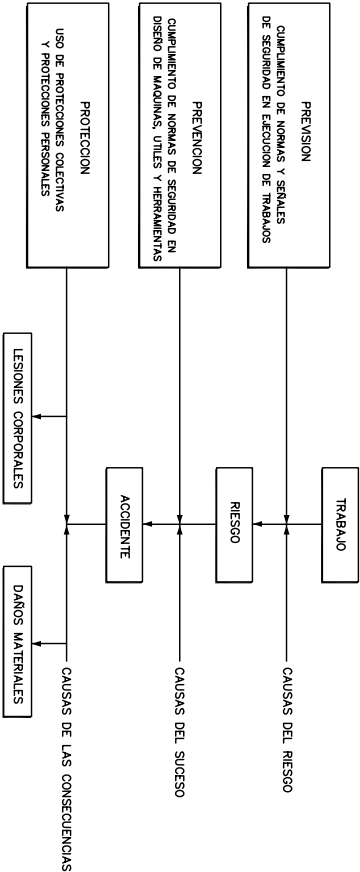 TRABAJO
PREVISION
CUMPLIMIENTO DE NORMAS Y SEÑALES
DE SEGURIDAD EN EJECUCION DE TRABAJOS
CAUSAS DEL RIESGO
RIESGO
PREVENCION
CUMPLIMIENTO DE NORMAS DE SEGURIDAD EN
DISEÑO DE MAQUINAS, UTILES Y HERRAMIENTAS
CAUSAS DEL SUCESO
ACCIDENTE
PROTECCION
USO DE PROTECCIONES COLECTIVAS
Y PROTECCIONES PERSONALES
CAUSAS DE LAS CONSECUENCIAS
LESIONES CORPORALES
DAÑOS MATERIALES